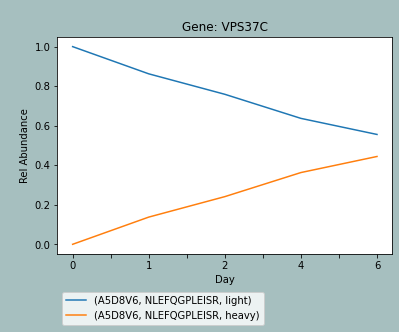 Gene: VPS37C
1.0
0.8
0.6
0.4
0.2
0.0
Rel Abundance
0 1 2 4 6
Day
(A5D8V6, NLEFQGPLEISR, light)
(A5D8V6, NLEFQGPLEISR, heavy)